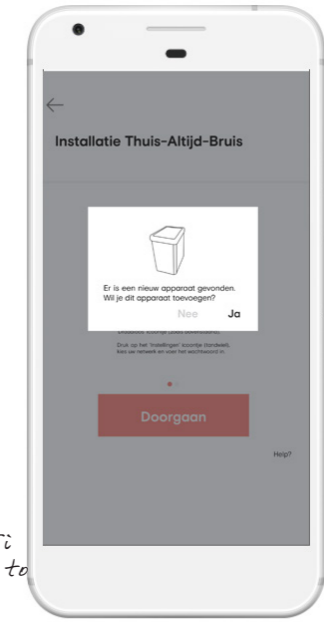 Installatie Thuis-Altijd-Bruis
Er is een nieuw apparaat gevonden.
Wil je dit apparaat toevoegen?
Nee Ja
Druk op het 'Instellingen' icoontje (tandwiel),
kies uw netwerk en voer het wachtwoord in.
Doorgaan
Help?
to